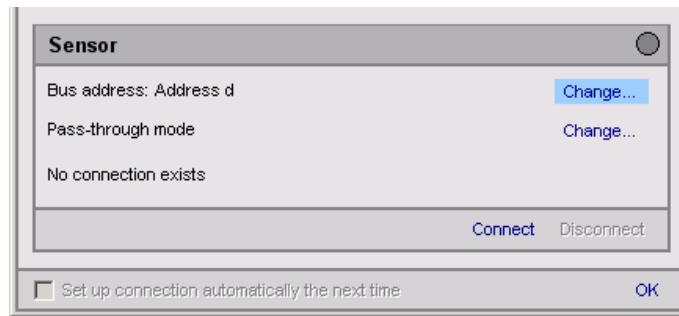 Sensor
Bus address: Address d
Change...
Pass-through mode
Change...
No connection exists
Connect Disconnect
Set up connection automatically the next time
OK